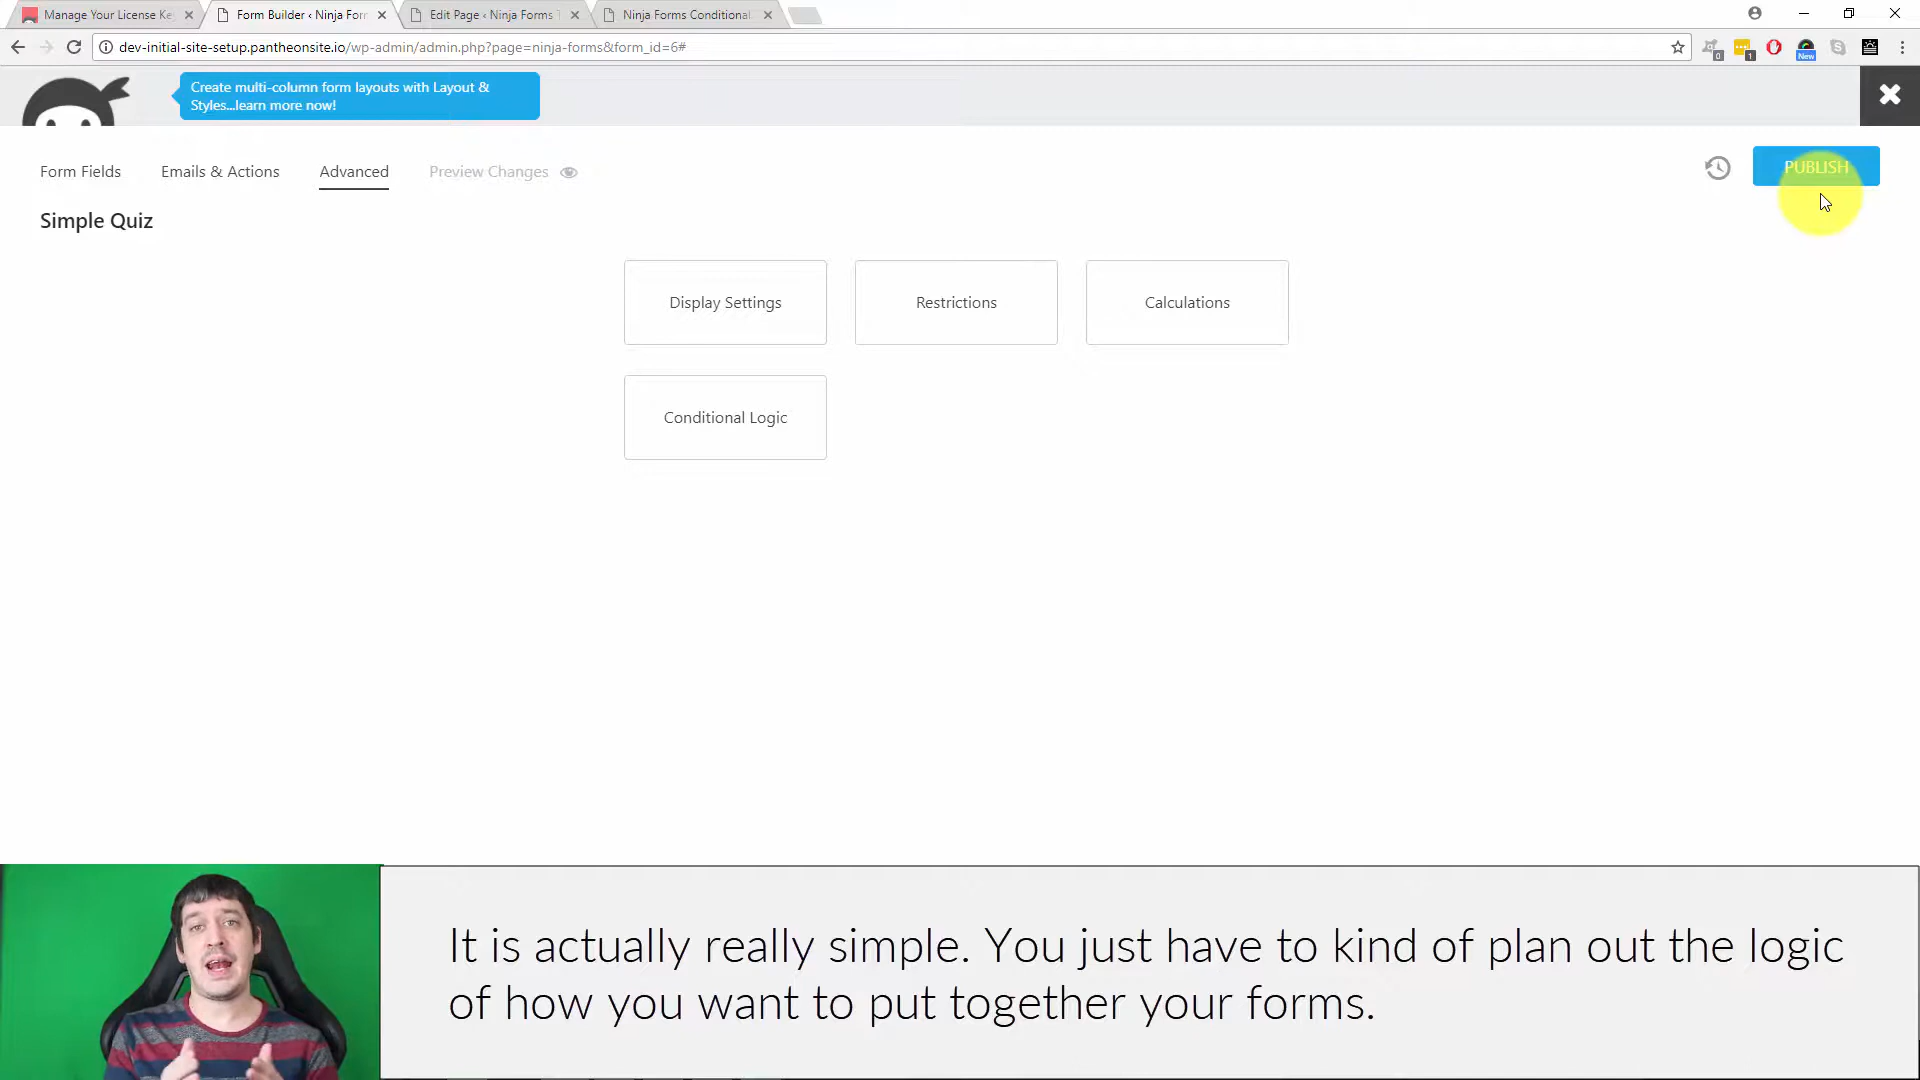 Manage Your License Ke
Form Builder ‹ Ninja For
Edit Page ‹ Ninja Forms T
Ninja Forms Conditional
dev-initial-site-setup.pantheonsite.io/wp-admin/admin.php?page=ninja-forms&form_id=6#
0
1
New
Create multi-column form layouts with Layout &
Styles...learn more now!
Form Fields
Emails & Actions
Advanced
Preview Changes
PUBLISH
Simple Quiz
Display Settings
Restrictions
Calculations
Conditional Logic
It is actually really simple. You just have to kind of plan out the logic
of how you want to put together your forms.